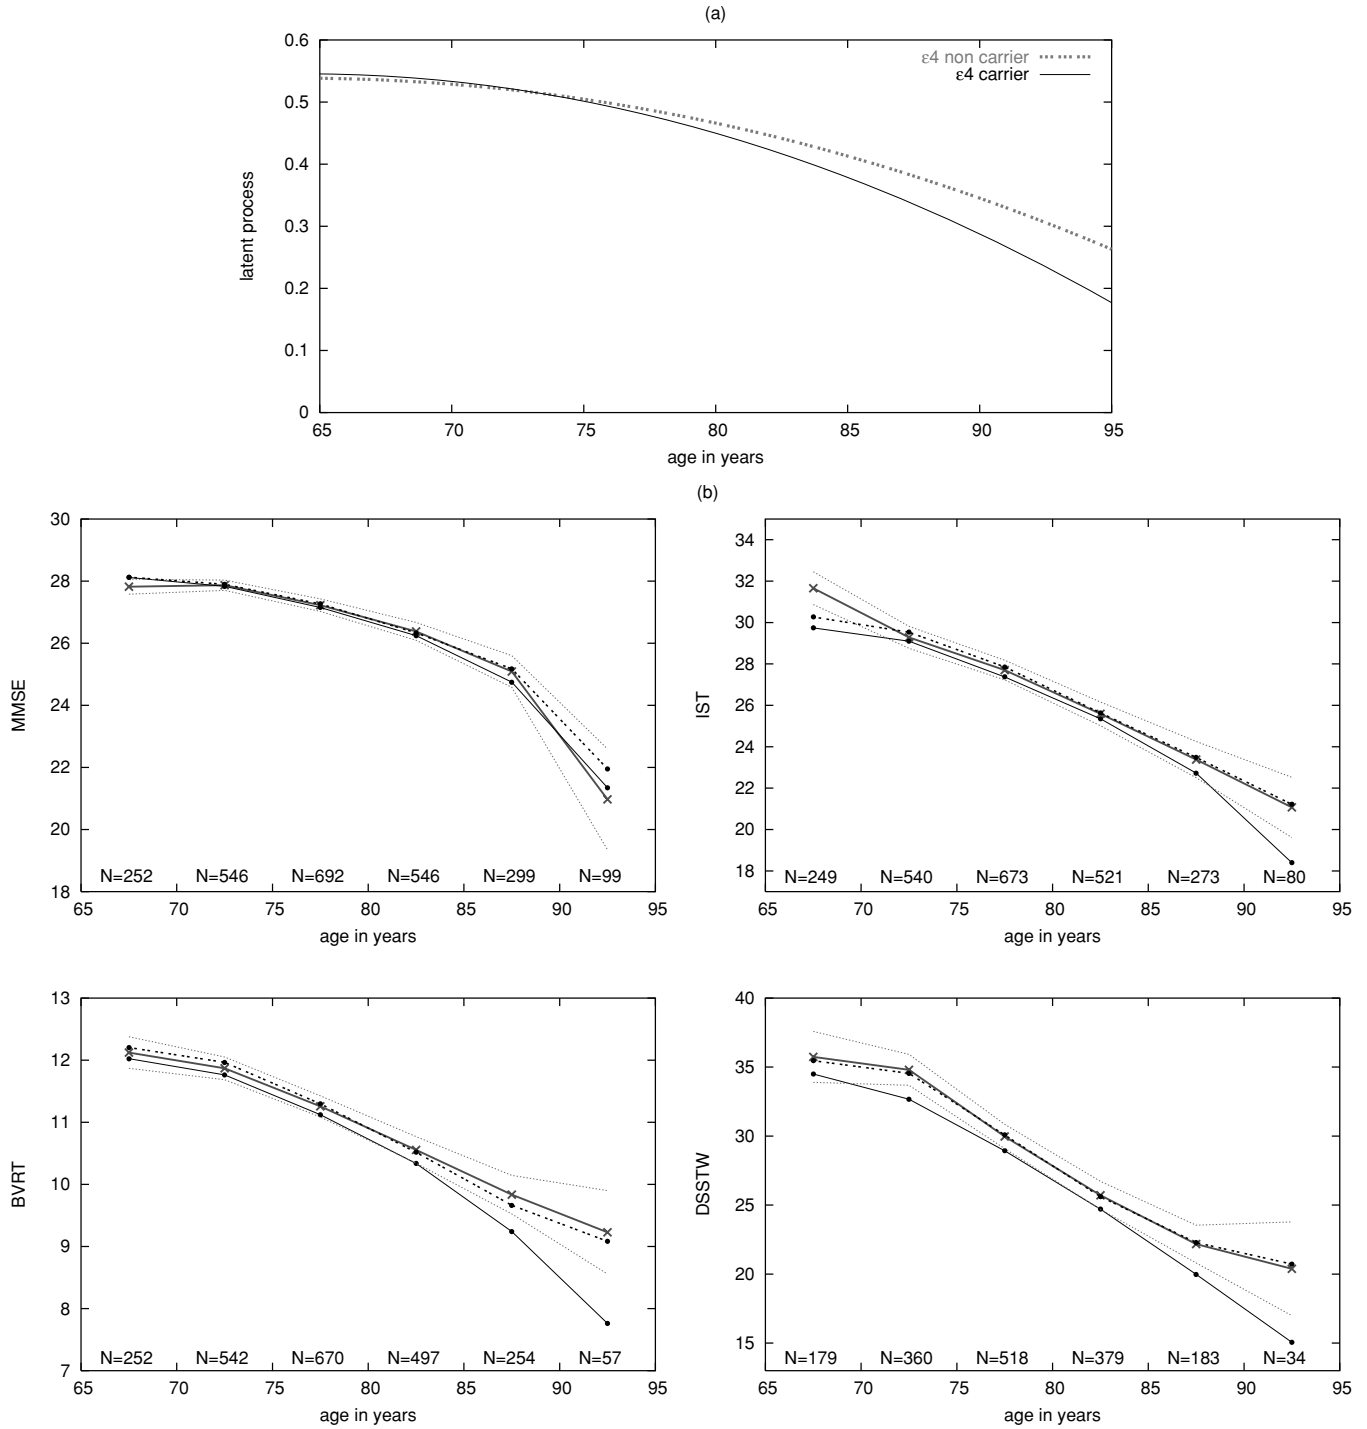 (a)
0.6
0.5
0.4
0.3
0.2
0.1
0
latent process
ε4 non carrier
ε4 carrier
65 70 75 80 85 90 95
age in years
(b)
30
28
26
24
22
20
18
MMSE
N=252 N=546 N=692 N=546 N=299 N=99
65 70 75 80 85 90 95
age in years
34
32
30
28
26
24
22
20
18
IST
N=249 N=540 N=673 N=521 N=273 N=80
65 70 75 80 85 90 95
age in years
13
12
11
10
9
8
7
BVRT
N=252 N=542 N=670 N=497 N=254 N=57
65 70 75 80 85 90 95
age in years
40
35
30
25
20
15
DSSTW
N=179 N=360 N=518 N=379 N=183 N=34
65 70 75 80 85 90 95
age in years